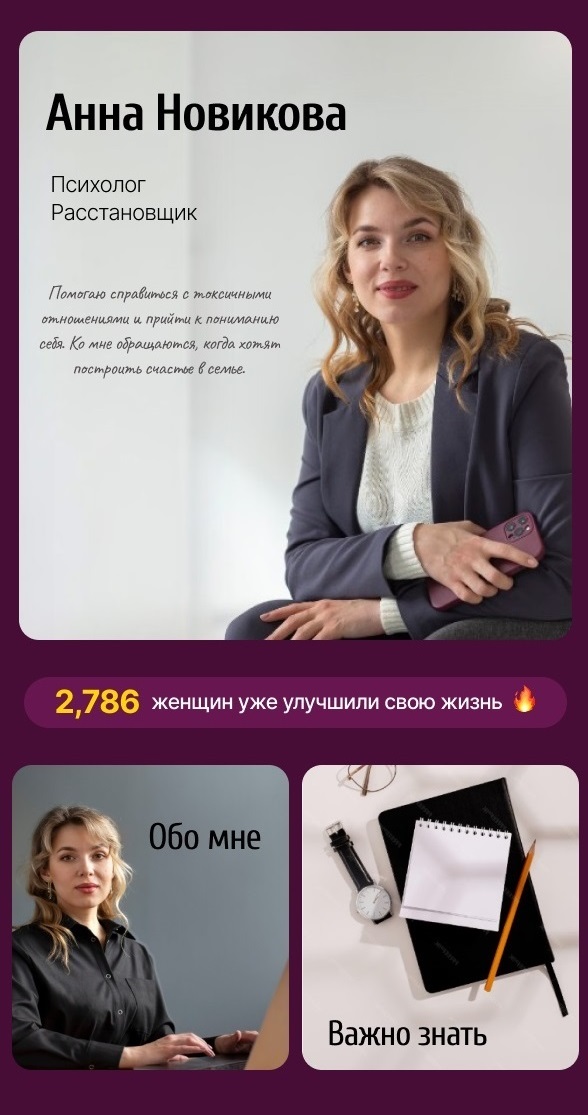 Анна Новикова
Психолог
Расстановщик
Помогаю справиться с токсичными
отношениями и прийти к пониманию
себя. Ко мне обращаются, когда хотят
построить счастье в семье.
2,786 женщин уже улучшили свою жизнь 🔥
Обо мне
Важно знать